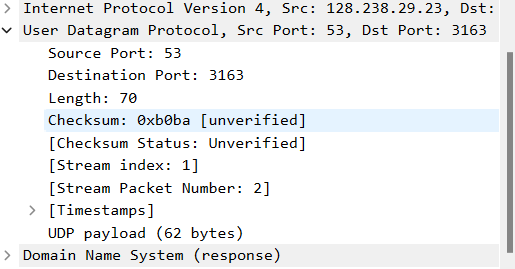 Internet Protocol Version 4, Src: 128.238.29.23, Dst:
User Datagram Protocol, Src Port: 53, Dst Port: 3163
Source Port: 53
Destination Port: 3163
Length: 70
Checksum: 0xb0ba [unverified]
[Checksum Status: Unverified]
[Stream index: 1]
[Stream Packet Number: 2]
[Timestamps]
UDP payload (62 bytes)
Domain Name System (response)